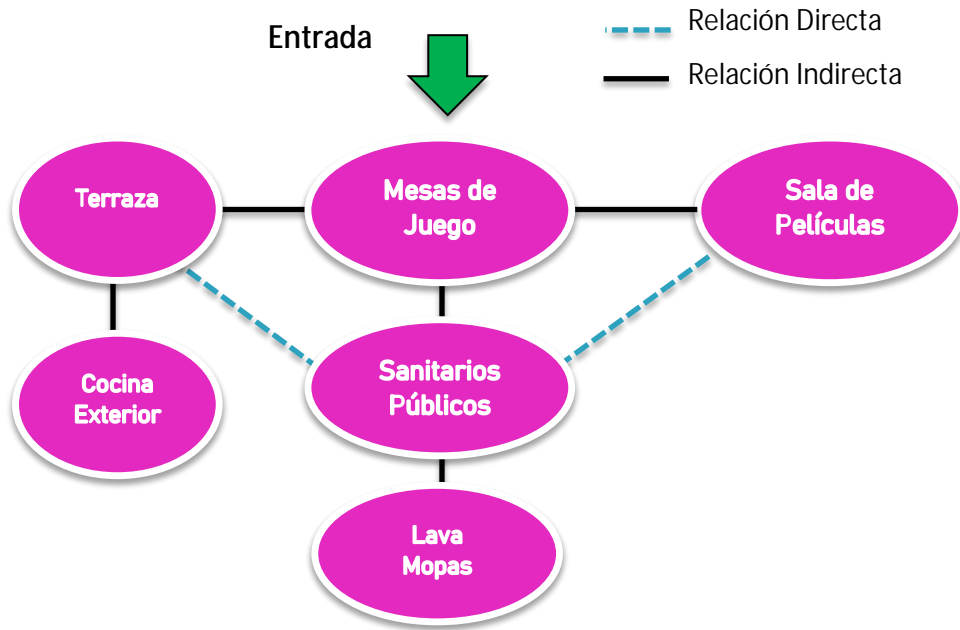 Entrada
Relación Directa
Relación Indirecta
Terraza
Mesas de
Juego
Sala de
Películas
Cocina
Exterior
Sanitarios
Públicos
Lava
Mopas